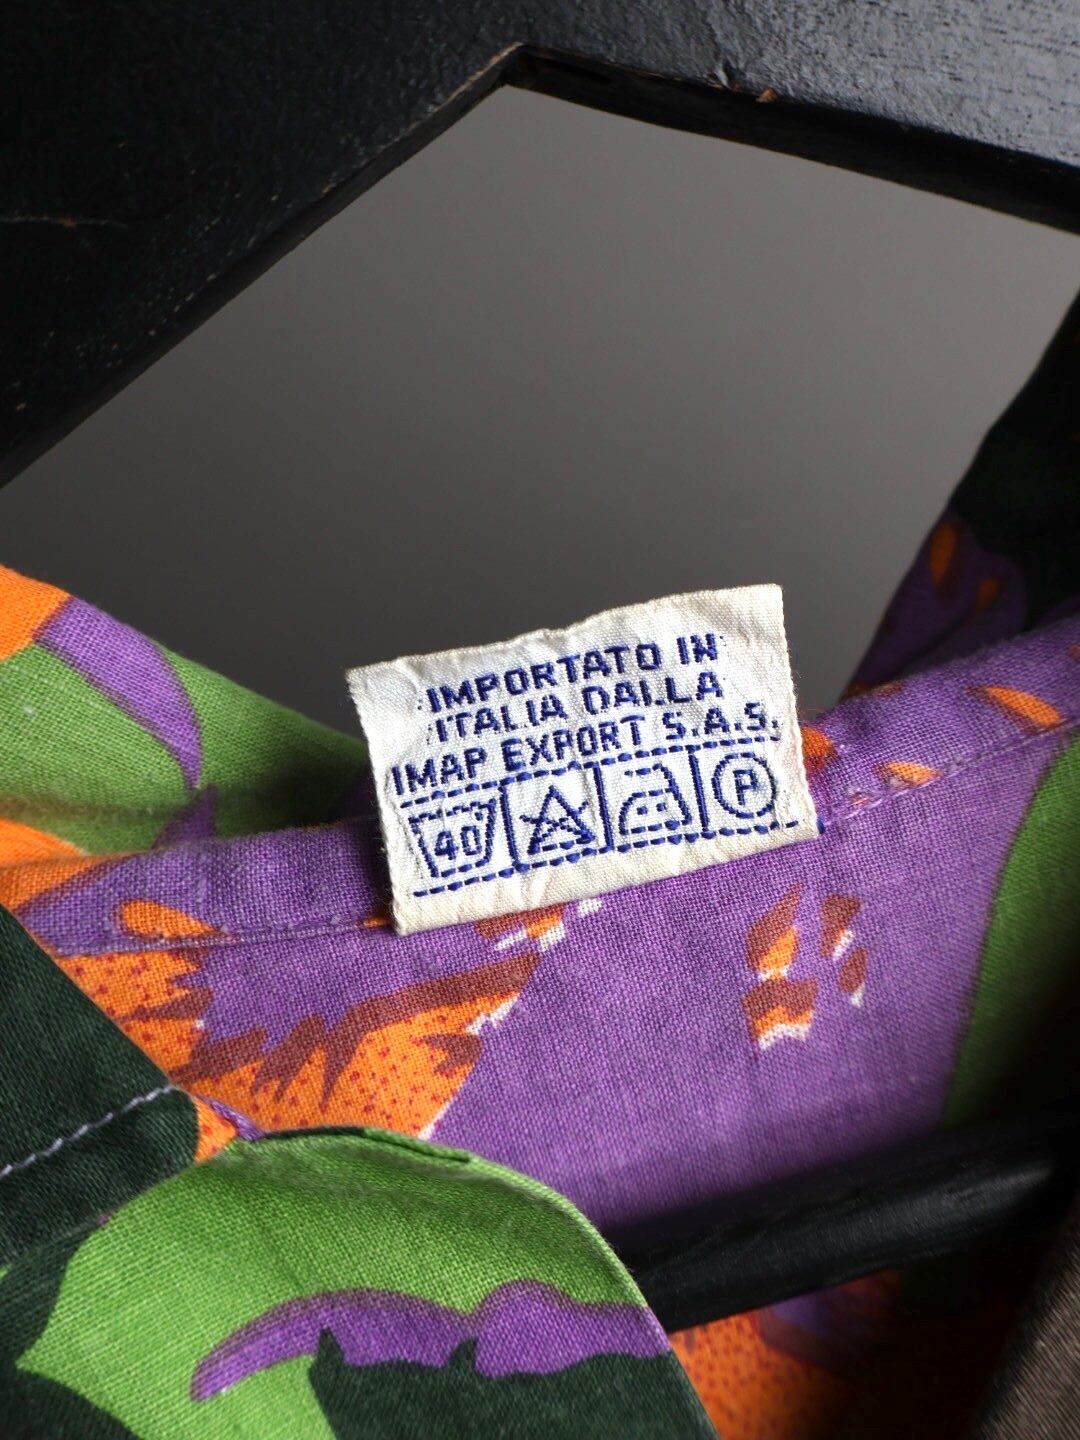 IMPORTATO IN
ITALIA DALLA
IMAP EXPORT S.A.S.
40 P